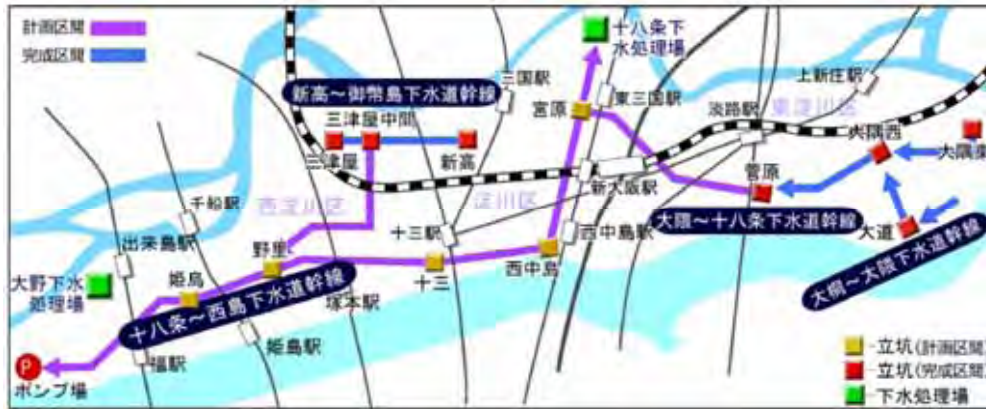 計画区間
完成区間
十八条下
水処理場
三国駅
上新庄駅
新高～御幣島下水道幹線
宮原
東三国駅
淡路駅
東淀川区
三津屋中間
大隅西
三津屋
新高
新大阪駅
菅原
大隅東
西淀川区
淀川区
千船駅
十三駅
西中島駅
大隅～十八条下水道幹線
大道
出来島駅
野里
大野下水
処理場
姫島
十三
西中島
大桐～大隅下水道幹線
十八条～西島下水道幹線
塚本駅
福駅
姫島駅
P
ポンプ場
立坑(計画区間)
立坑(完成区間)
下水処理場